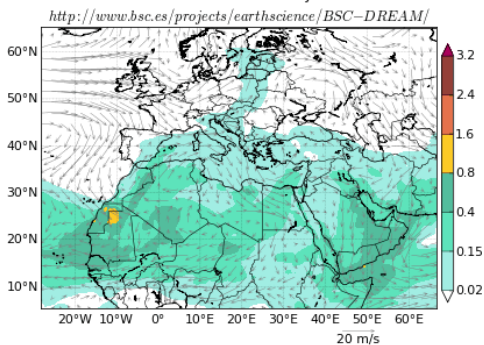 http://www.bsc.es/projects/earthscience/BSC−DREAM/
60°N
50°N
40°N
30°N
20°N
10°N
20°W 10°W 0° 10°E 20°E 30°E 40°E 50°E 60°E
3.2
2.4
1.6
0.8
0.4
0.15
0.02
20 m/s